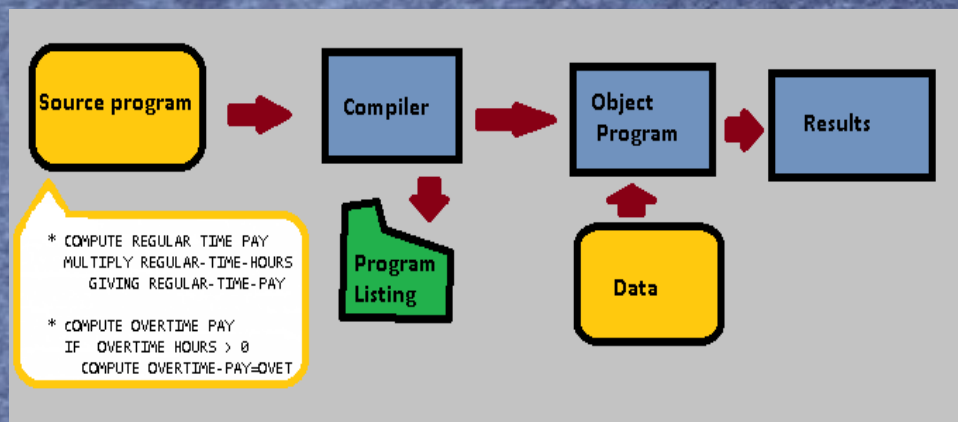 Source program
Compiler
Object
Program
Results
* COMPUTE REGULAR TIME PAY
MULTIPLY REGULAR-TIME-HOURS
GIVING REGULAR-TIME-PAY
* cOMPUTE OVERTIME PAY
IF OVERTIME HOURS > 0
COMPUTE OVERTIME-PAY=OVET
Program
Listing
Data